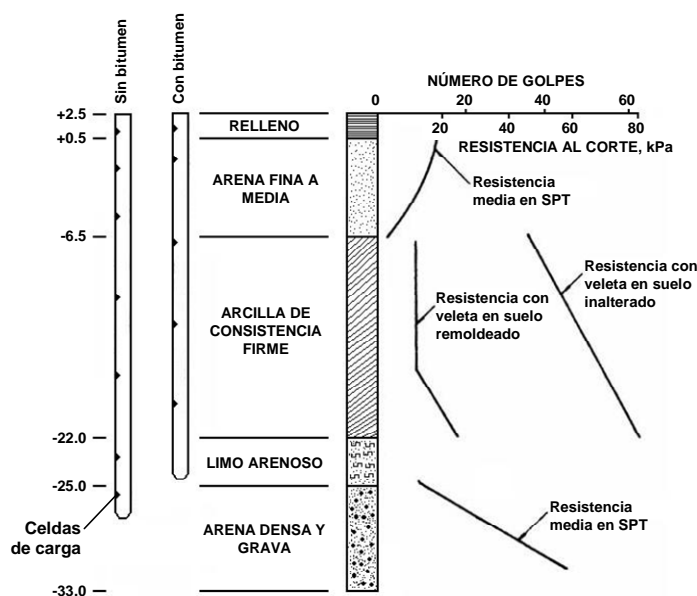 Sin bitumen
Con bitumen
NÚMERO DE GOLPES
0 20 40 60
+2.5
RELLENO
+0.5
20 40 60 80
RESISTENCIA AL CORTE, kPa
ARENA FINA A
MEDIA
Resistencia
media en SPT
-6.5
ARCILLA DE
CONSISTENCIA
FIRME
Resistencia con
veleta en suelo
remoldeado
Resistencia con
veleta en suelo
inalterado
-22.0
LIMO ARENOSO
-25.0
Celdas
de carga
ARENA DENSA Y
GRAVA
Resistencia
media en SPT
-33.0